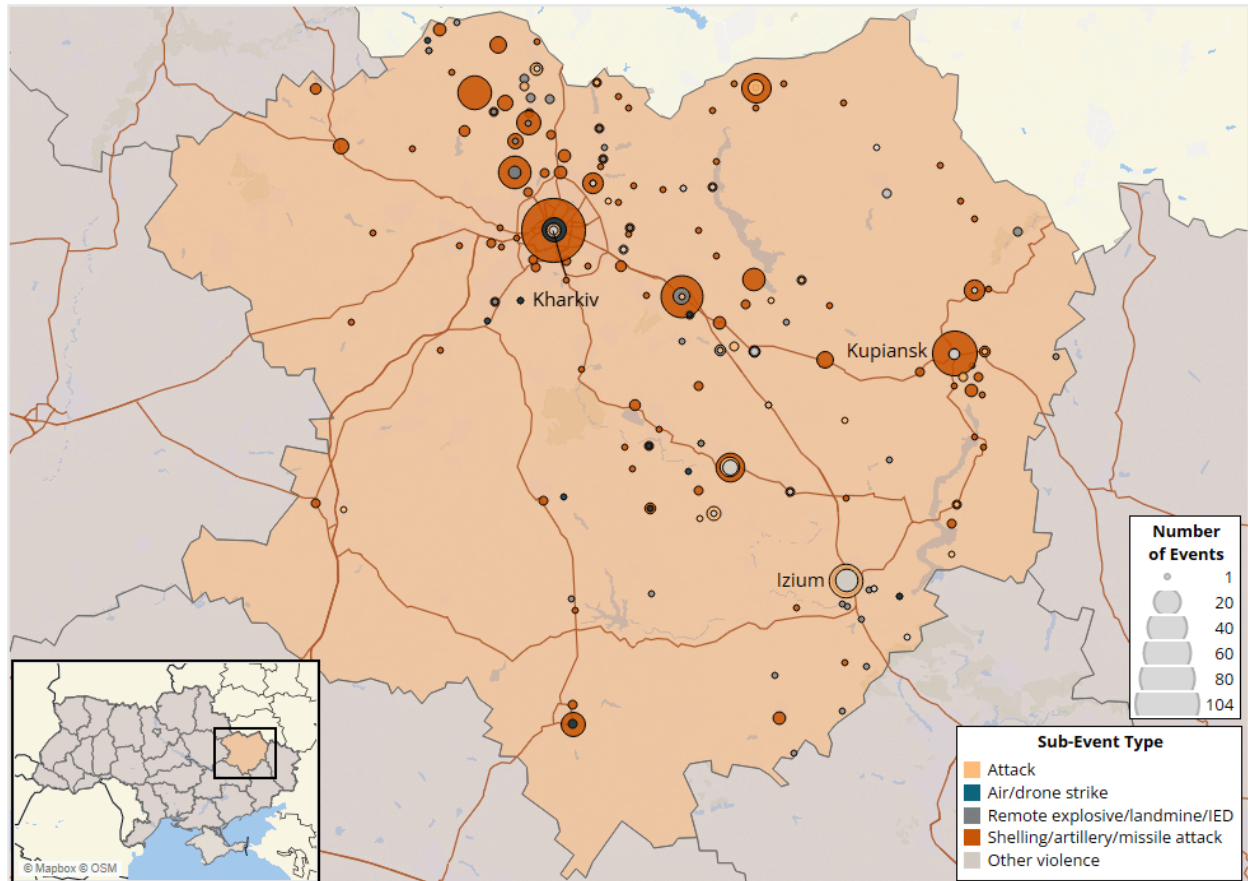 Kharkiv
Kupiansk
Izium
Number
of Events
1
20
40
60
80
104
Sub-Event Type
Attack
Air/drone strike
Remote explosive/landmine/IED
Shelling/artillery/missile attack
Other violence
© Mapbox © OSM